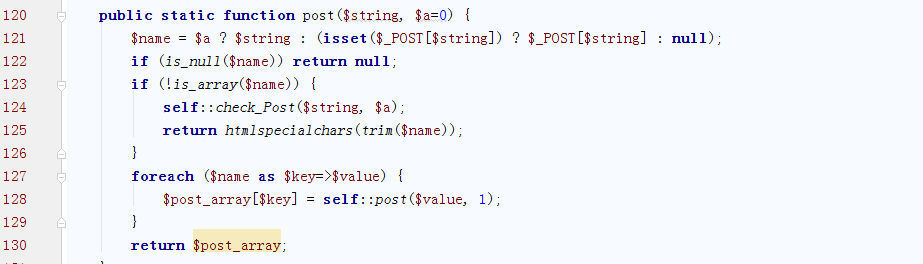 120 public static function post($string, $a=0) {
121 $name = $a ? $string : (isset($_POST[$string]) ? $_POST[$string] : null);
122 if (is_null($name)) return null;
123 if (!is_array($name)) {
124 self::check_Post($string, $a);
125 return htmlspecialchars(trim($name));
126 }
127 foreach ($name as $key=>$value) {
128 $post_array[$key] = self::post($value, 1);
129 }
130 return $post_array;